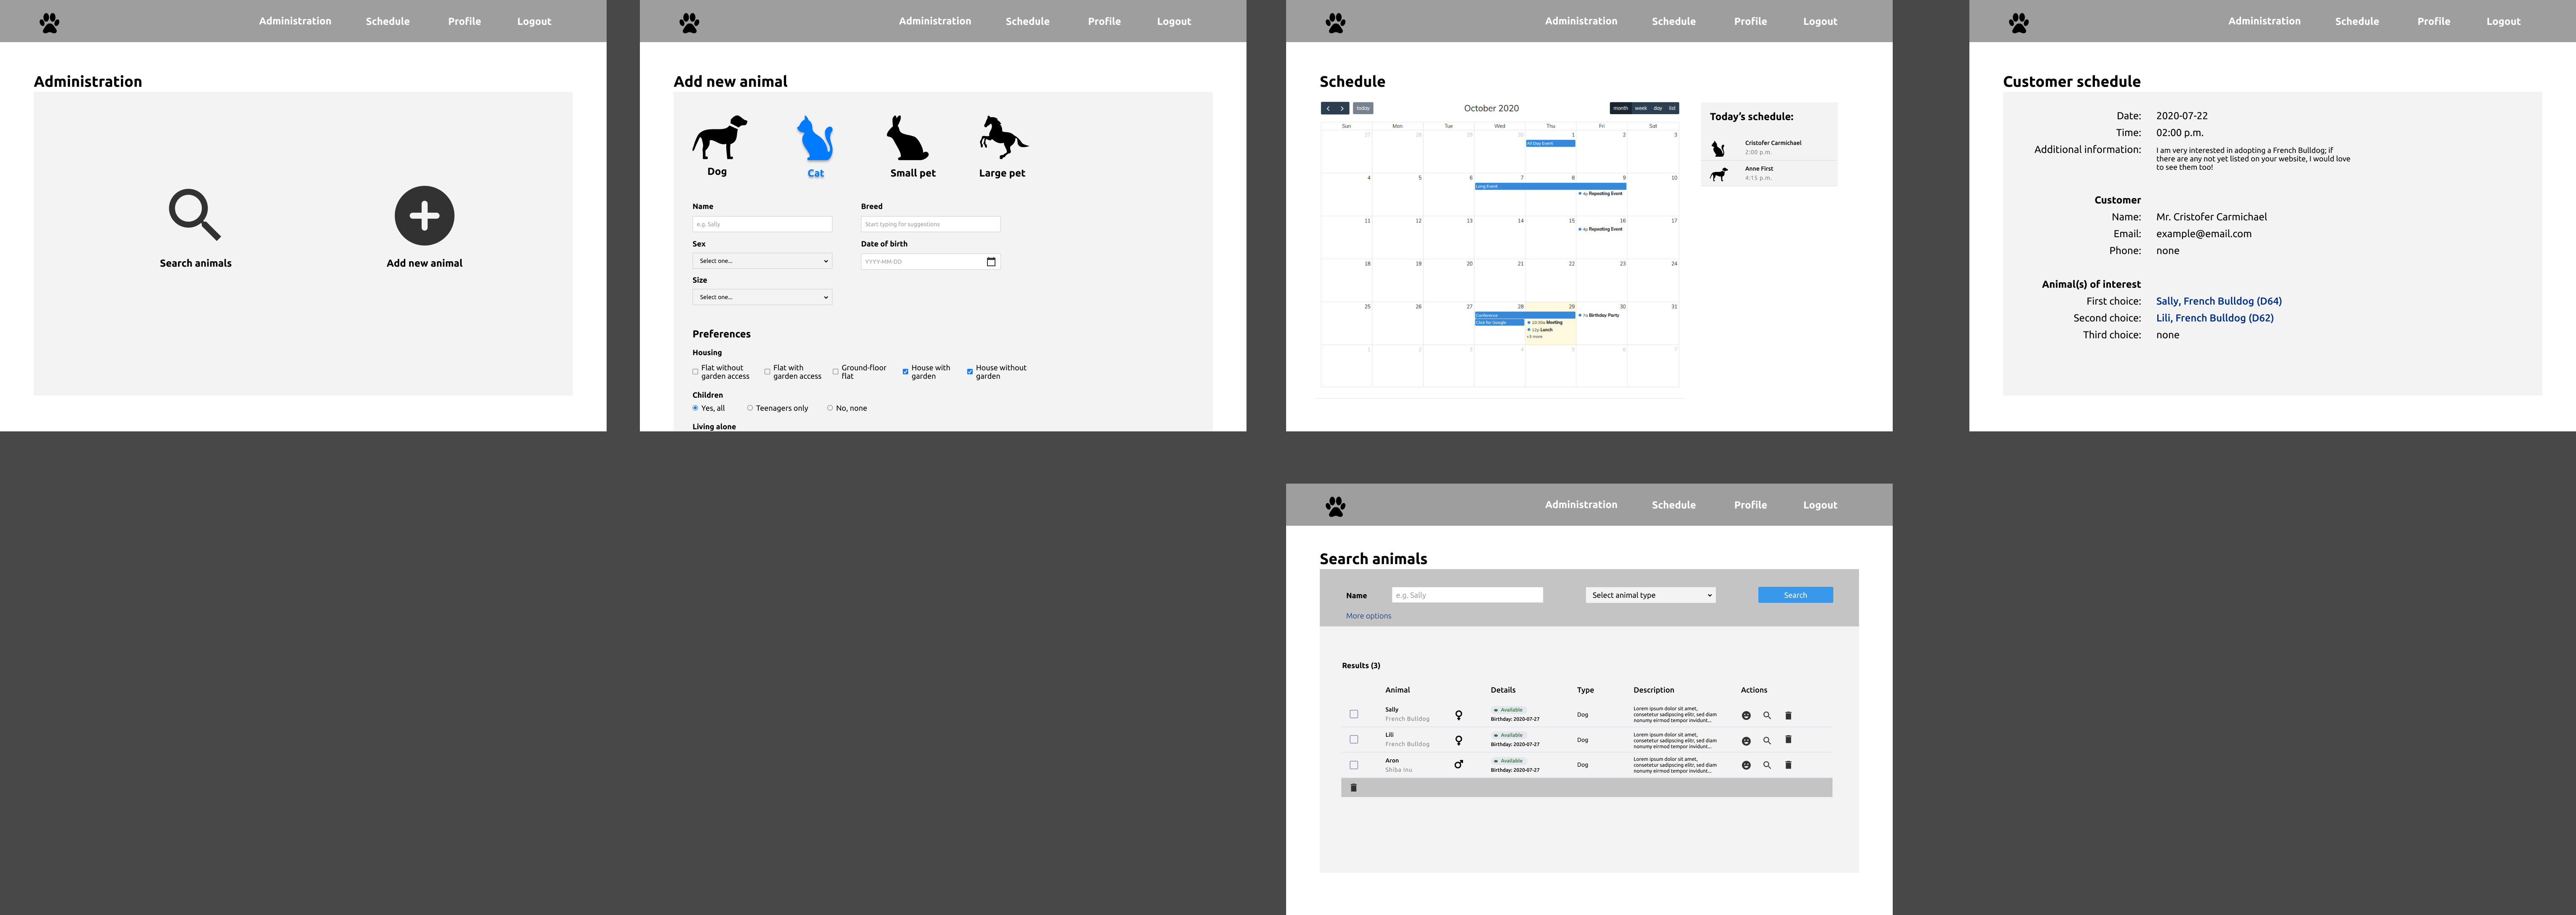 Administration Schedule Profile Logout
Administration
Search animals
Add new animal
Administration Schedule Profile Logout
Add new animal
Dog Cat Small pet Large pet
Name Breed
e.g. Sally Start typing for suggestions
Sex Date of birth
Select one... YYYY-MM-DD
Size
Select one...
Preferences
Housing
Flat without garden access
Flat with garden access
Ground-floor flat
House with garden
House without garden
Children
Yes, all Teenagers only No, none
Living alone
Administration Schedule Profile Logout
Schedule
today October 2020 month week day list
Sun Mon Tue Wed Thu Fri Sat
27 28 29 30 1 2 3
All Day Event
4 5 6 7 8 9 10
Long Event
4p Repeating Event
11 12 13 14 15 16 17
4p Repeating Event
18 19 20 21 22 23 24
25 26 27 28 29 30 31
Conference 7a Birthday Party
Click for Google 10:30a Meeting
12p Lunch
+3 more
1 2 3 4 5 6 7
Today's schedule:
Cristofer Carmichael
2:00 p.m.
Anne First
4:15 p.m.
Administration Schedule Profile Logout
Customer schedule
Date: 2020-07-22
Time: 02:00 p.m.
Additional information: I am very interested in adopting a French Bulldog; if
there are any not yet listed on your website, I would love
to see them too!
Customer
Name: Mr. Cristofer Carmichael
Email: example@email.com
Phone: none
Animal(s) of interest
First choice: Sally, French Bulldog (D64)
Second choice: Lili, French Bulldog (D62)
Third choice: none
Administration Schedule Profile Logout
Search animals
Name e.g. Sally Select animal type Search
More options
Results (3)
Animal Details Type Description Actions
Sally
French Bulldog
Available
Birthday: 2020-07-27
Dog
Lorem ipsum dolor sit amet,
consetetur sadipscing elitr, sed diam
nonumy eirmod tempor invidunt...
Lili
French Bulldog
Available
Birthday: 2020-07-27
Dog
Lorem ipsum dolor sit amet,
consetetur sadipscing elitr, sed diam
nonumy eirmod tempor invidunt...
Aron
Shiba Inu
Available
Birthday: 2020-07-27
Dog
Lorem ipsum dolor sit amet,
consetetur sadipscing elitr, sed diam
nonumy eirmod tempor invidunt...